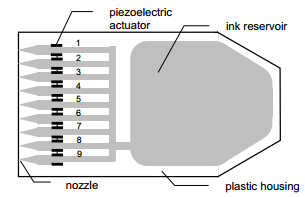 piezoelectric
actuator
ink reservoir
1
2
3
4
5
6
7
8
9
nozzle
plastic housing